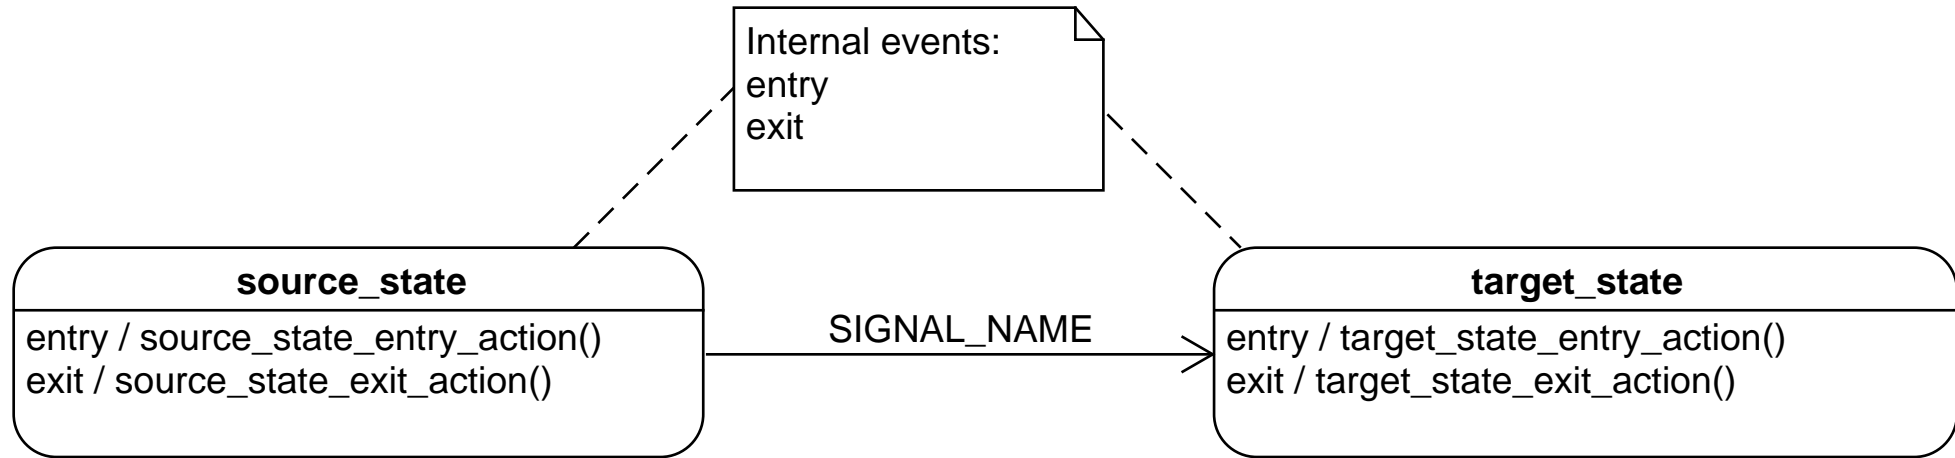 Internal events:
entry
exit
source_state
entry / source_state_entry_action()
exit / source_state_exit_action()
SIGNAL_NAME
target_state
entry / target_state_entry_action()
exit / target_state_exit_action()